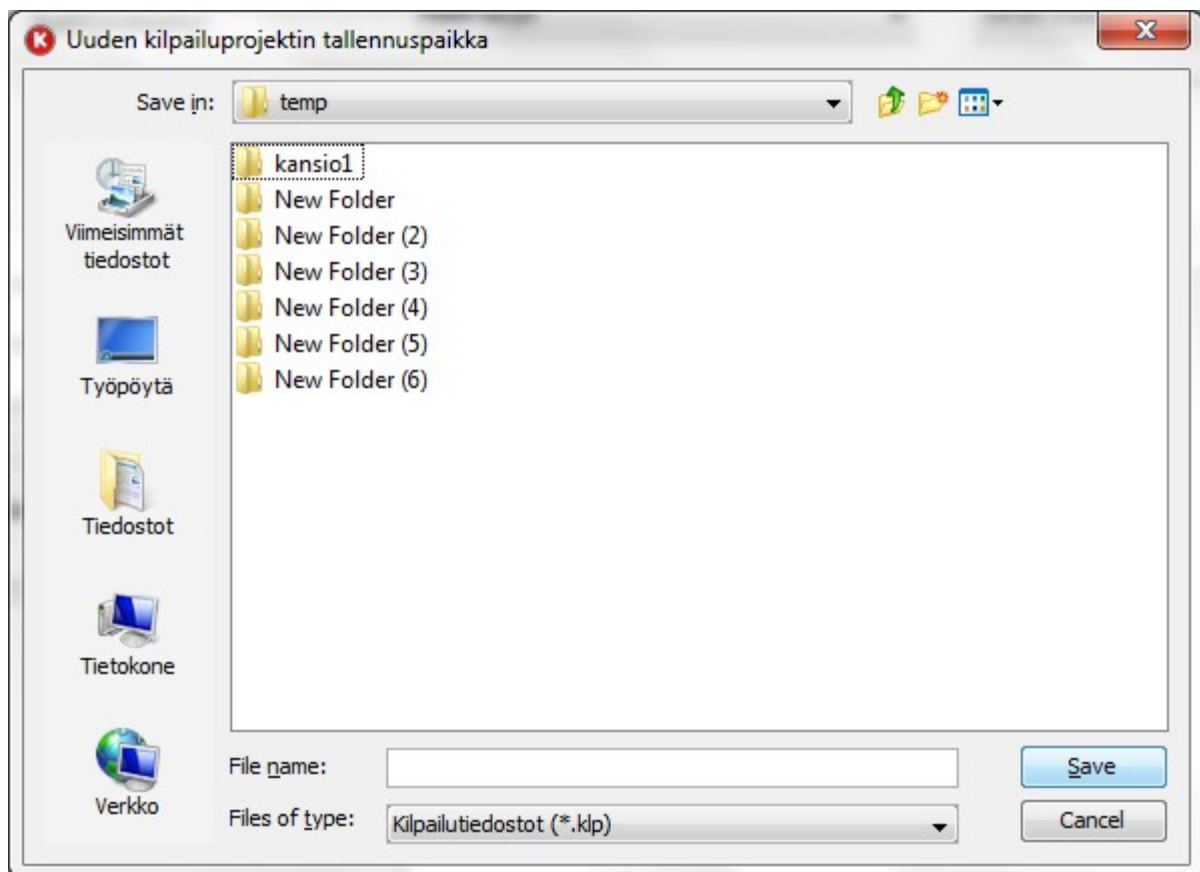 K Uuden kilpailuprojektin tallennuspaikka
X
Save in: temp
kansio1
New Folder
New Folder (2)
New Folder (3)
New Folder (4)
New Folder (5)
New Folder (6)
Viimeisimmät
tiedostot
Työpöytä
Tiedostot
Tietokone
Verkko
File name:
Save
Files of type: Kilpailutiedostot (*.klp)
Cancel